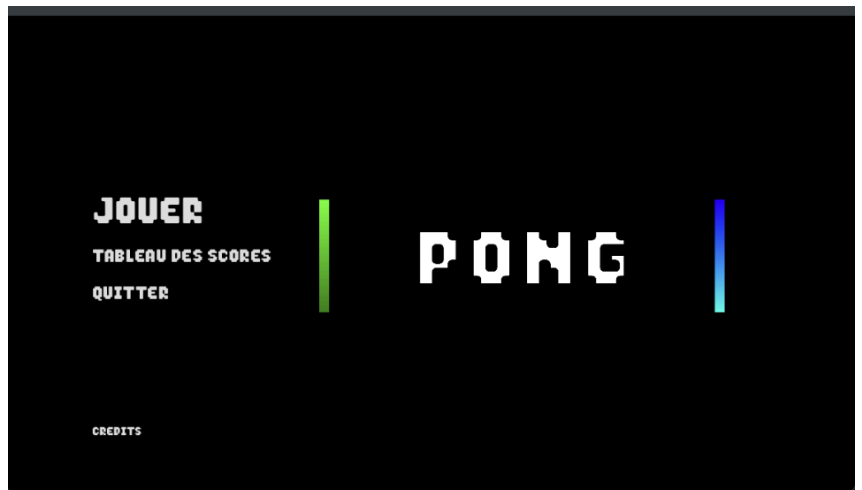 JOUER
TABLEAU DES SCORES
QUITTER
PONG
CREDITS